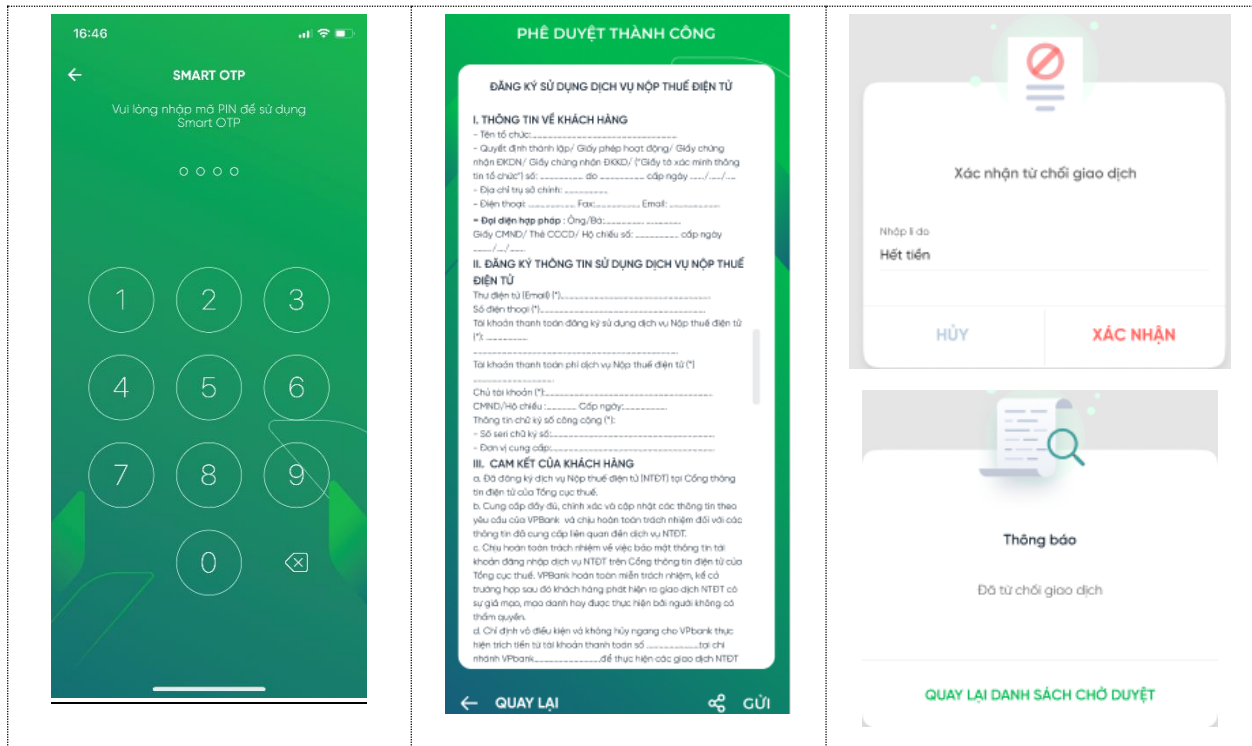 16:46
SMART OTP
Vui lòng nhập mã PIN để sử dụng
Smart OTP
1 2 3
4 5 6
7 8 9
0
PHÊ DUYỆT THÀNH CÔNG
ĐĂNG KÝ SỬ DỤNG DỊCH VỤ NỘP THUẾ ĐIỆN TỬ
I. THÔNG TIN VỀ KHÁCH HÀNG
- Tên tổ chức:..........
- Quyết định thành lập/ Giấy phép hoạt động/ Giấy chứng
nhận ĐKDN/ Giấy chứng nhận ĐKKD/ ("Giấy tờ xác minh thông
tin tổ chức") số: .......... do .......... cấp ngày ...../...../.....
- Địa chỉ trụ sở chính: ..........
- Điện thoại: .......... Fax:.......... Email: ..........
- Đại diện hợp pháp : Ông/Bà:.......... ..........
Giấy CMND/ Thẻ CCCD/ Hộ chiếu số: .......... cấp ngày
...../...../.....
II. ĐĂNG KÝ THÔNG TIN SỬ DỤNG DỊCH VỤ NỘP THUẾ
ĐIỆN TỬ
Thư điện tử (Email) (*)..........
Số điện thoại (*)..........
Tài khoản thanh toán đăng ký sử dụng dịch vụ Nộp thuế điện tử
(*): ..........
..........
Tài khoản thanh toán phí dịch vụ Nộp thuế điện tử (*)
..........
Chủ tài khoản (*):..........
CMND/Hộ chiếu :.......... Cấp ngày:..........
Thông tin chữ ký số công cộng (*):
- Số seri chữ ký số:..........
- Đơn vị cung cấp:..........
III. CAM KẾT CỦA KHÁCH HÀNG
a. Đã đăng ký dịch vụ Nộp thuế điện tử (NTĐT) tại Cổng thông
tin điện tử của Tổng cục thuế.
b. Cung cấp đầy đủ, chính xác và cập nhật các thông tin theo
yêu cầu của VPBank và chịu hoàn toàn trách nhiệm đối với các
thông tin đã cung cấp liên quan đến dịch vụ NTĐT.
c. Chịu hoàn toàn trách nhiệm về việc bảo mật thông tin tài
khoản đăng nhập dịch vụ NTĐT trên Cổng thông tin điện tử của
Tổng cục thuế. VPBank hoàn toàn miễn trách nhiệm, kể cả
trường hợp sau đó khách hàng phát hiện ra giao dịch NTĐT có
sự giả mạo, mạo danh hay được thực hiện bởi người không có
thẩm quyền.
d. Chỉ định vô điều kiện và không hủy ngang cho VPbank thực
hiện trích tiền từ tài khoản thanh toán số ..........tại chi
nhánh VPbank..........để thực hiện các giao dịch NTĐT
QUAY LẠI GỬI
Xác nhận từ chối giao dịch
Nhập lí do
Hết tiền
HỦY XÁC NHẬN
Thông báo
Đã từ chối giao dịch
QUAY LẠI DANH SÁCH CHỜ DUYỆT